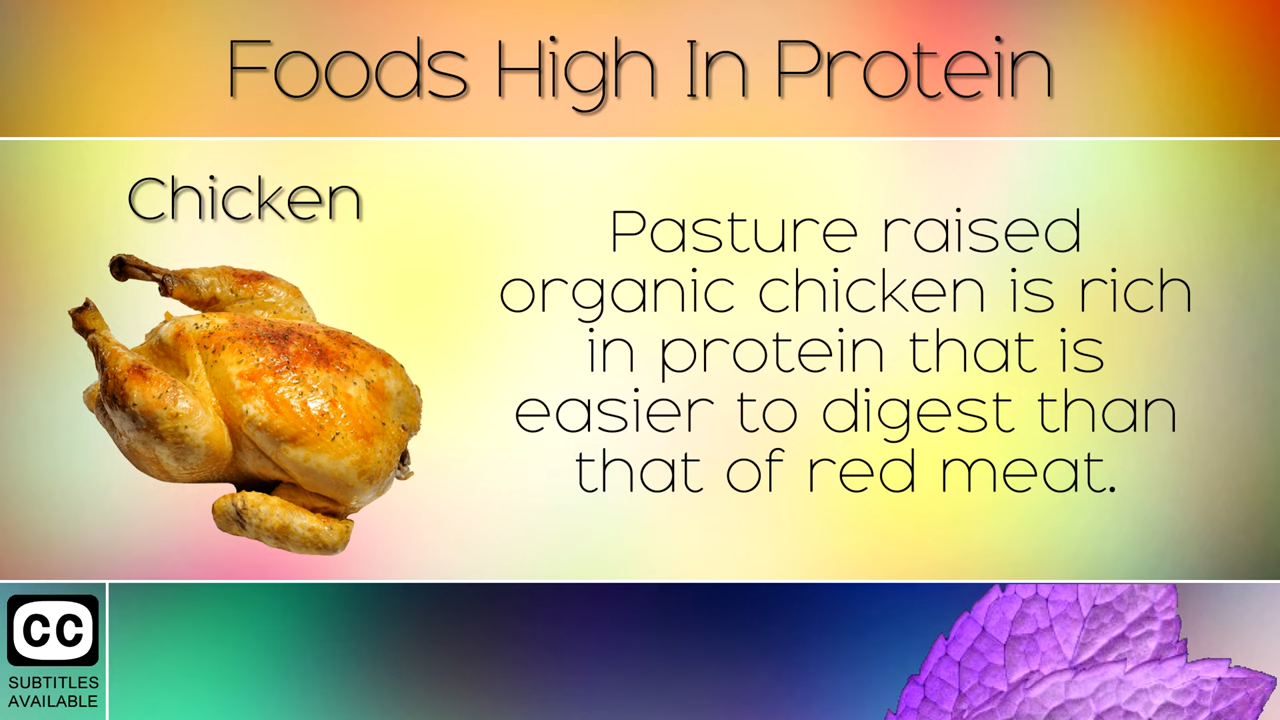 Foods High In Protein
Chicken
Pasture raised
organic chicken is rich
in protein that is
easier to digest than
that of red meat.
CC
SUBTITLES
AVAILABLE